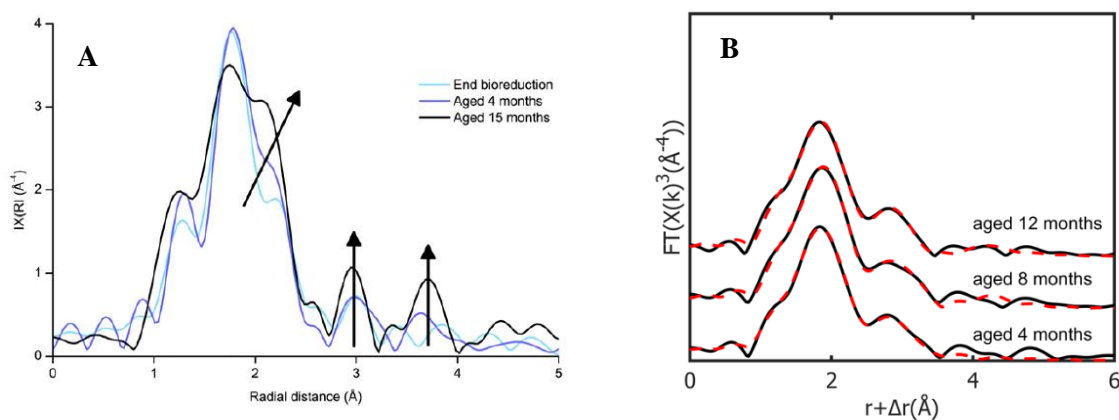 A
End bioreduction
Aged 4 months
Aged 15 months
IX(RI (Å⁻⁴)
4
3
2
1
0
0 1 2 3 4 5
Radial distance (Å)
B
FT(X(k)³(Å⁻⁴))
aged 12 months
aged 8 months
aged 4 months
0 2 4 6
r+Δr(Å)